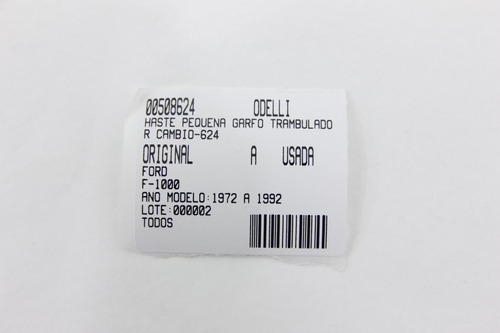 00508624 ODELLI
HASTE PEQUENA GARFO TRAMBULADO
R CAMBIO-624
ORIGINAL A USADA
FORD
F-1000
ANO MODELO:1972 A 1992
LOTE:000002
TODOS